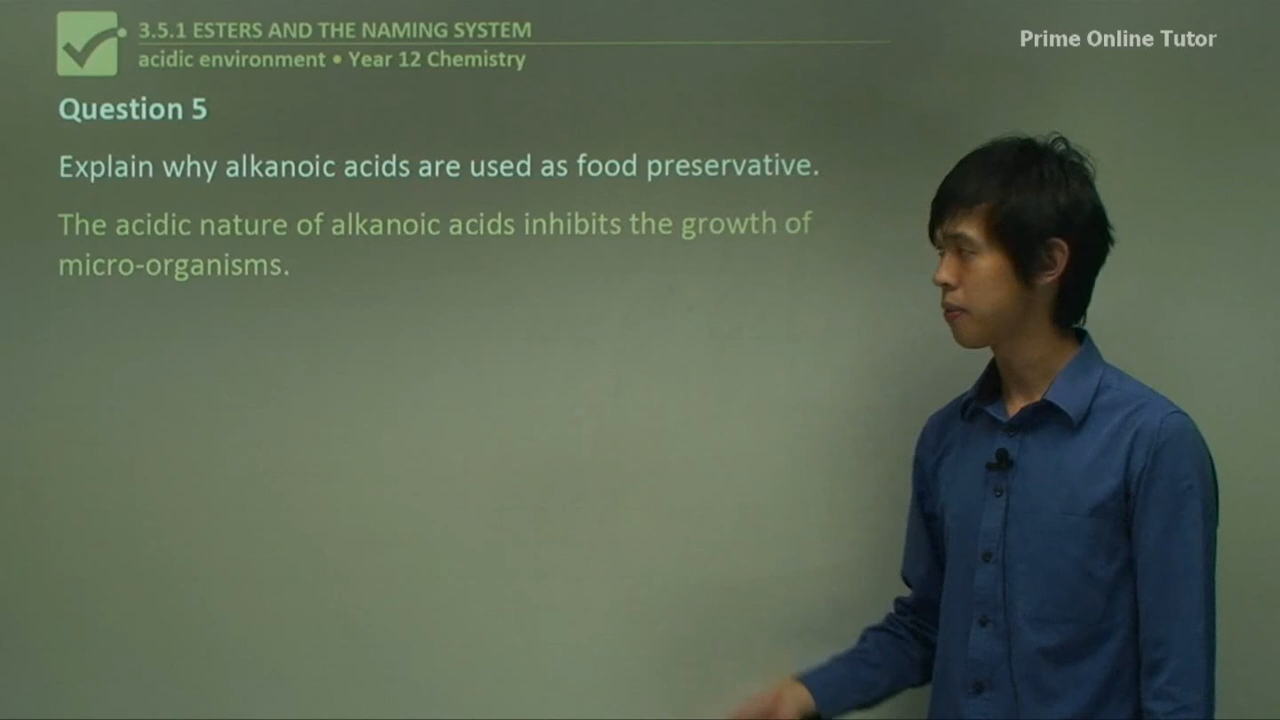 3.5.1 ESTERS AND THE NAMING SYSTEM
acidic environment • Year 12 Chemistry
Prime Online Tutor
Question 5
Explain why alkanoic acids are used as food preservative.
The acidic nature of alkanoic acids inhibits the growth of
micro-organisms.